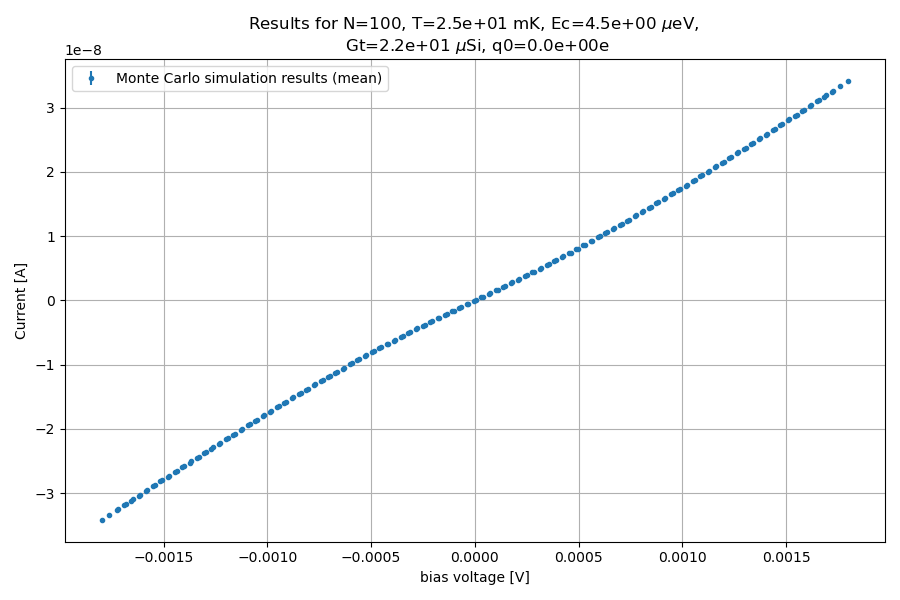 Results for N=100, T=2.5e+01 mK, Ec=4.5e+00 μeV,
Gt=2.2e+01 μSi, q0=0.0e+00e
1e−8
Monte Carlo simulation results (mean)
3
2
1
0
−1
−2
−3
Current [A]
−0.0015 −0.0010 −0.0005 0.0000 0.0005 0.0010 0.0015
bias voltage [V]